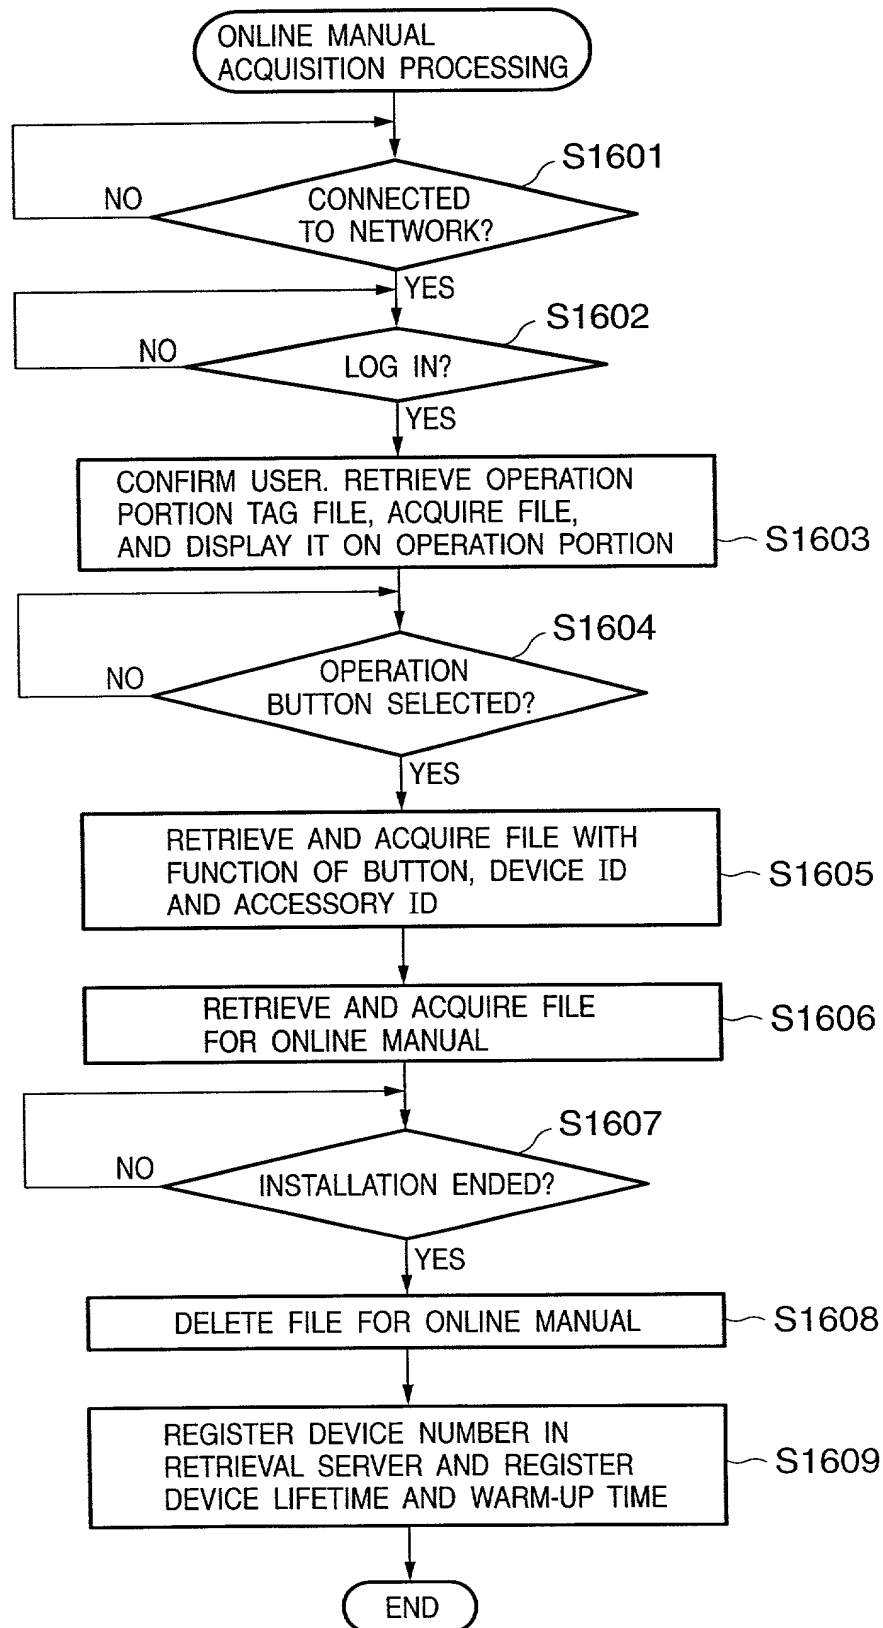 ONLINE MANUAL
ACQUISITION PROCESSING
S1601
NO
CONNECTED
TO NETWORK?
YES
S1602
NO
LOG IN?
YES
CONFIRM USER. RETRIEVE OPERATION
PORTION TAG FILE, ACQUIRE FILE,
AND DISPLAY IT ON OPERATION PORTION
S1603
S1604
NO
OPERATION
BUTTON SELECTED?
YES
RETRIEVE AND ACQUIRE FILE WITH
FUNCTION OF BUTTON, DEVICE ID
AND ACCESSORY ID
S1605
RETRIEVE AND ACQUIRE FILE
FOR ONLINE MANUAL
S1606
S1607
NO
INSTALLATION ENDED?
YES
DELETE FILE FOR ONLINE MANUAL
S1608
REGISTER DEVICE NUMBER IN
RETRIEVAL SERVER AND REGISTER
DEVICE LIFETIME AND WARM-UP TIME
S1609
END